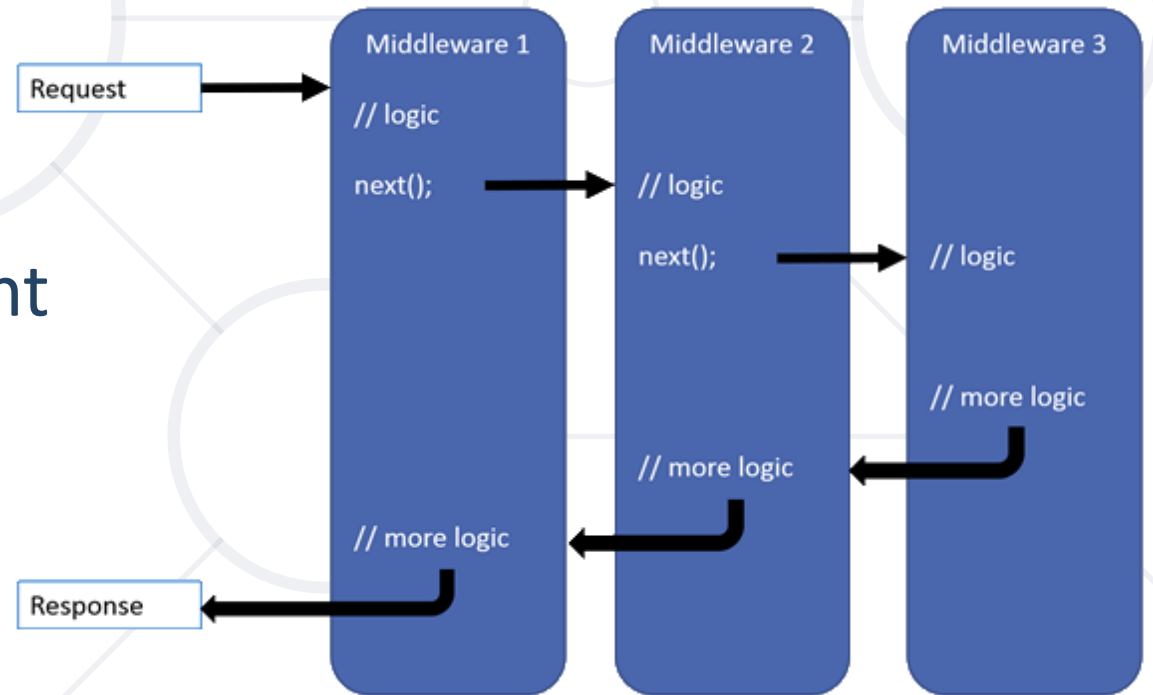 Middleware 1
Middleware 2
Middleware 3
Request
// logic
next();
// logic
next();
// logic
nt
// more logic
// more logic
// more logic
Response